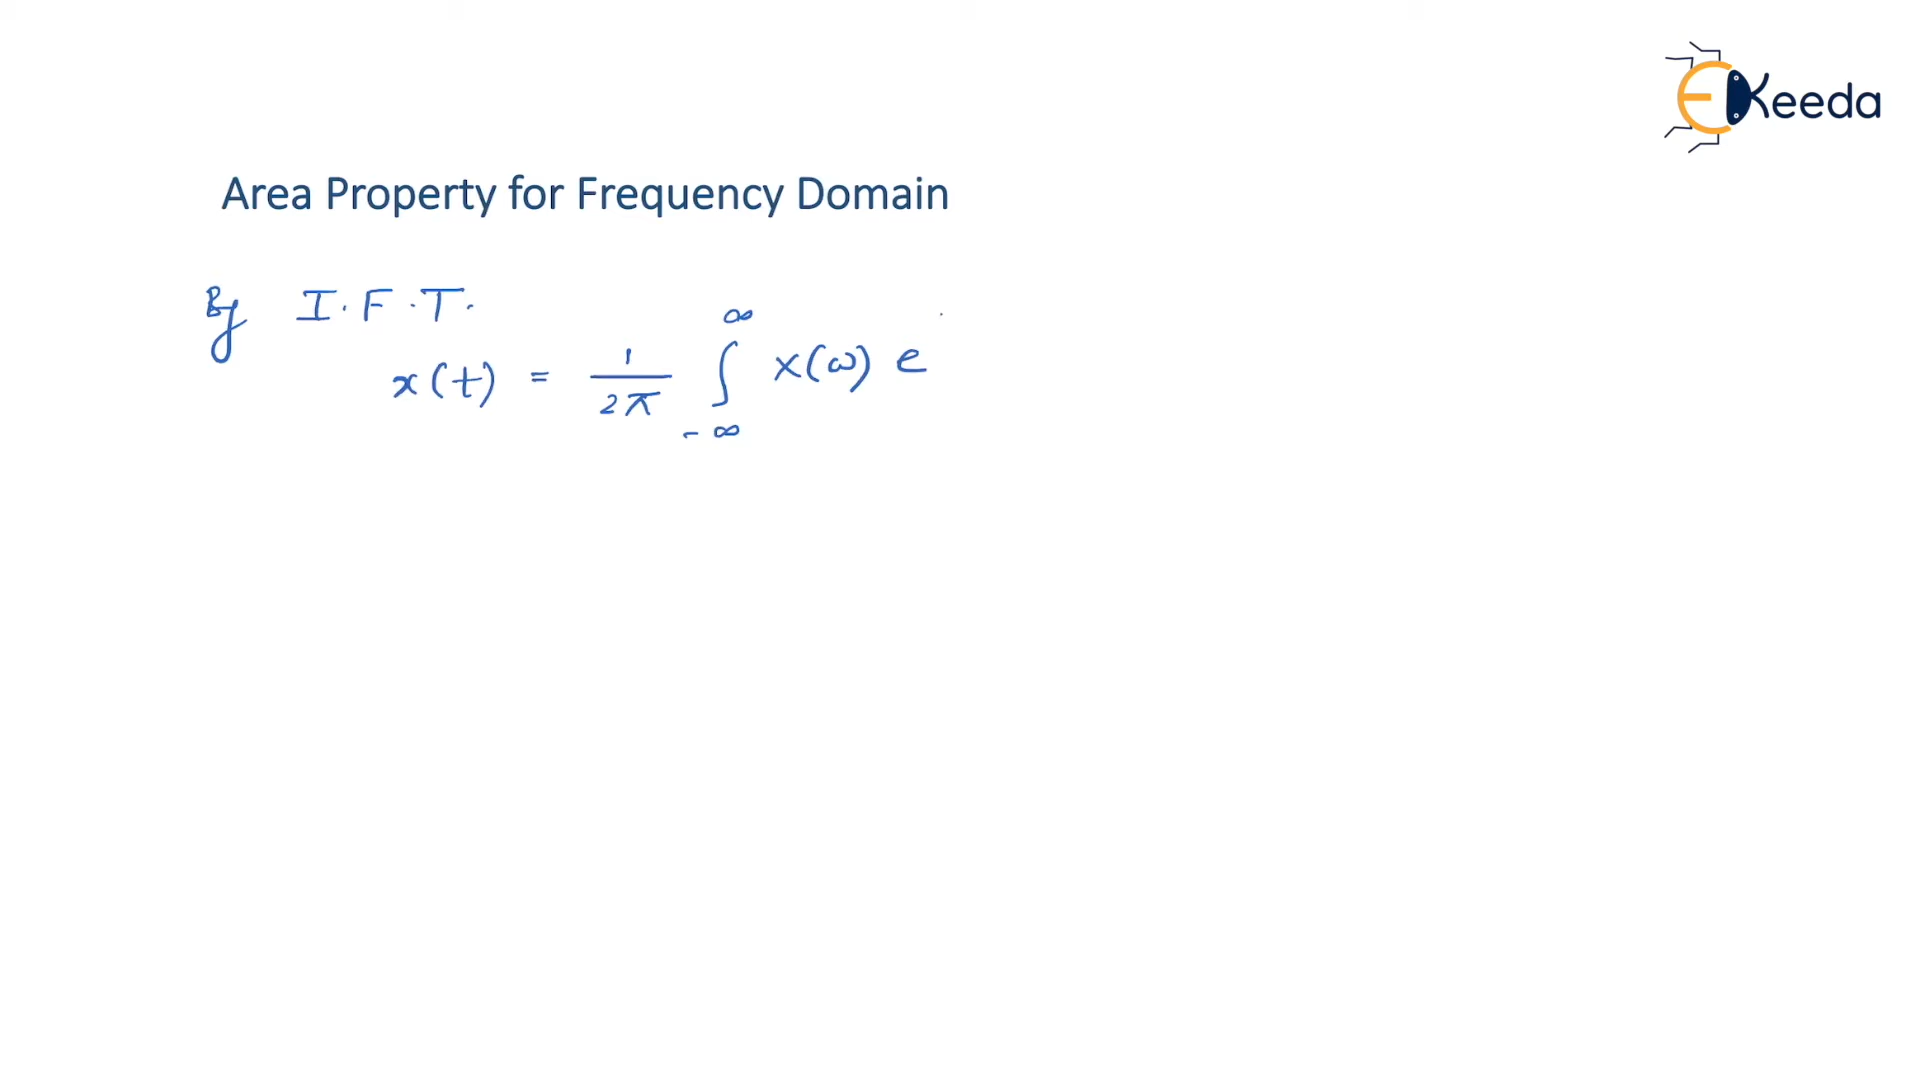 EKeeda
Area Property for Frequency Domain
By I.F.T.
x(t) = 1/2π ∫_{-∞}^{∞} X(ω) e